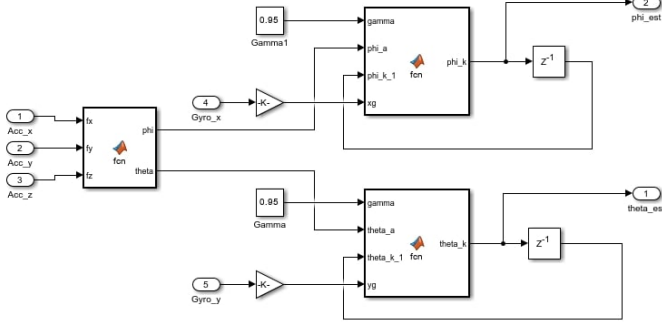 2
phi_est
0.95
Gamma1
gamma
phi_a
phi_k_1
xg
phi_k
fcn
z-1
4
Gyro_x
-K-
1
Acc_x
2
Acc_y
3
Acc_z
fx
fy
fz
phi
theta
fcn
0.95
Gamma
gamma
theta_a
theta_k_1
yg
theta_k
fcn
z-1
1
theta_es
5
Gyro_y
-K-